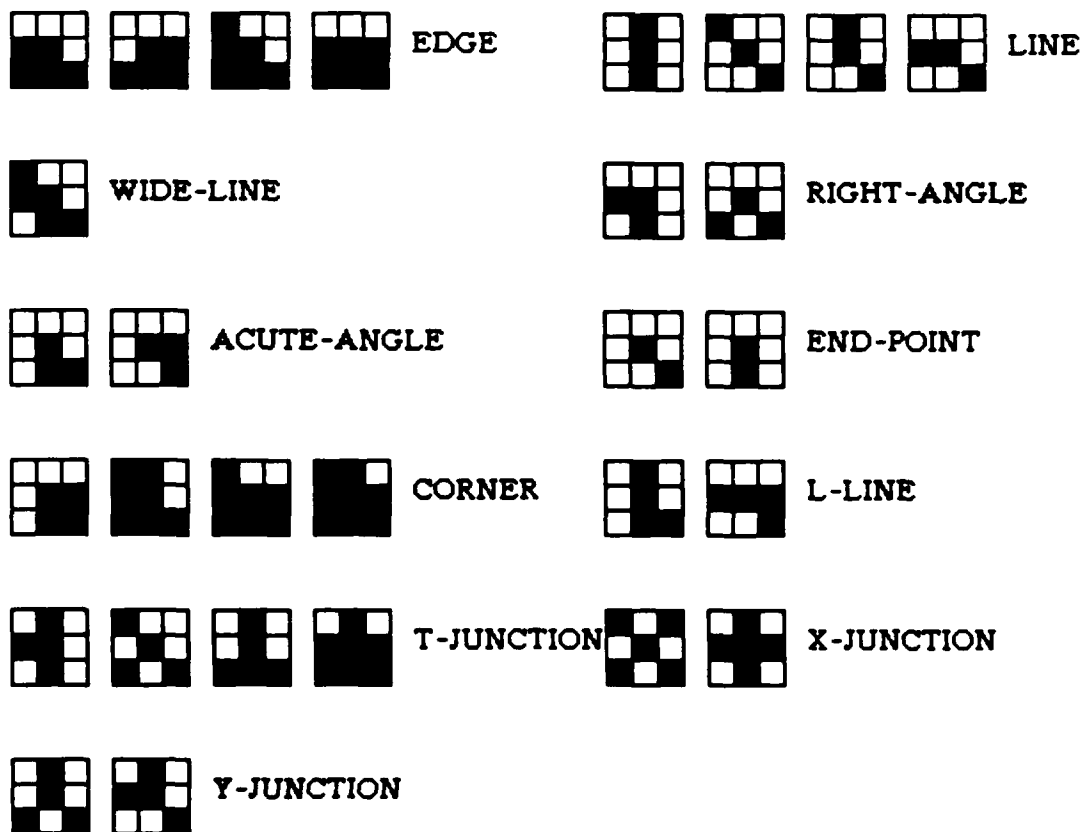 EDGE
LINE
WIDE-LINE
RIGHT-ANGLE
ACUTE-ANGLE
END-POINT
CORNER
L-LINE
T-JUNCTION
X-JUNCTION
Y-JUNCTION